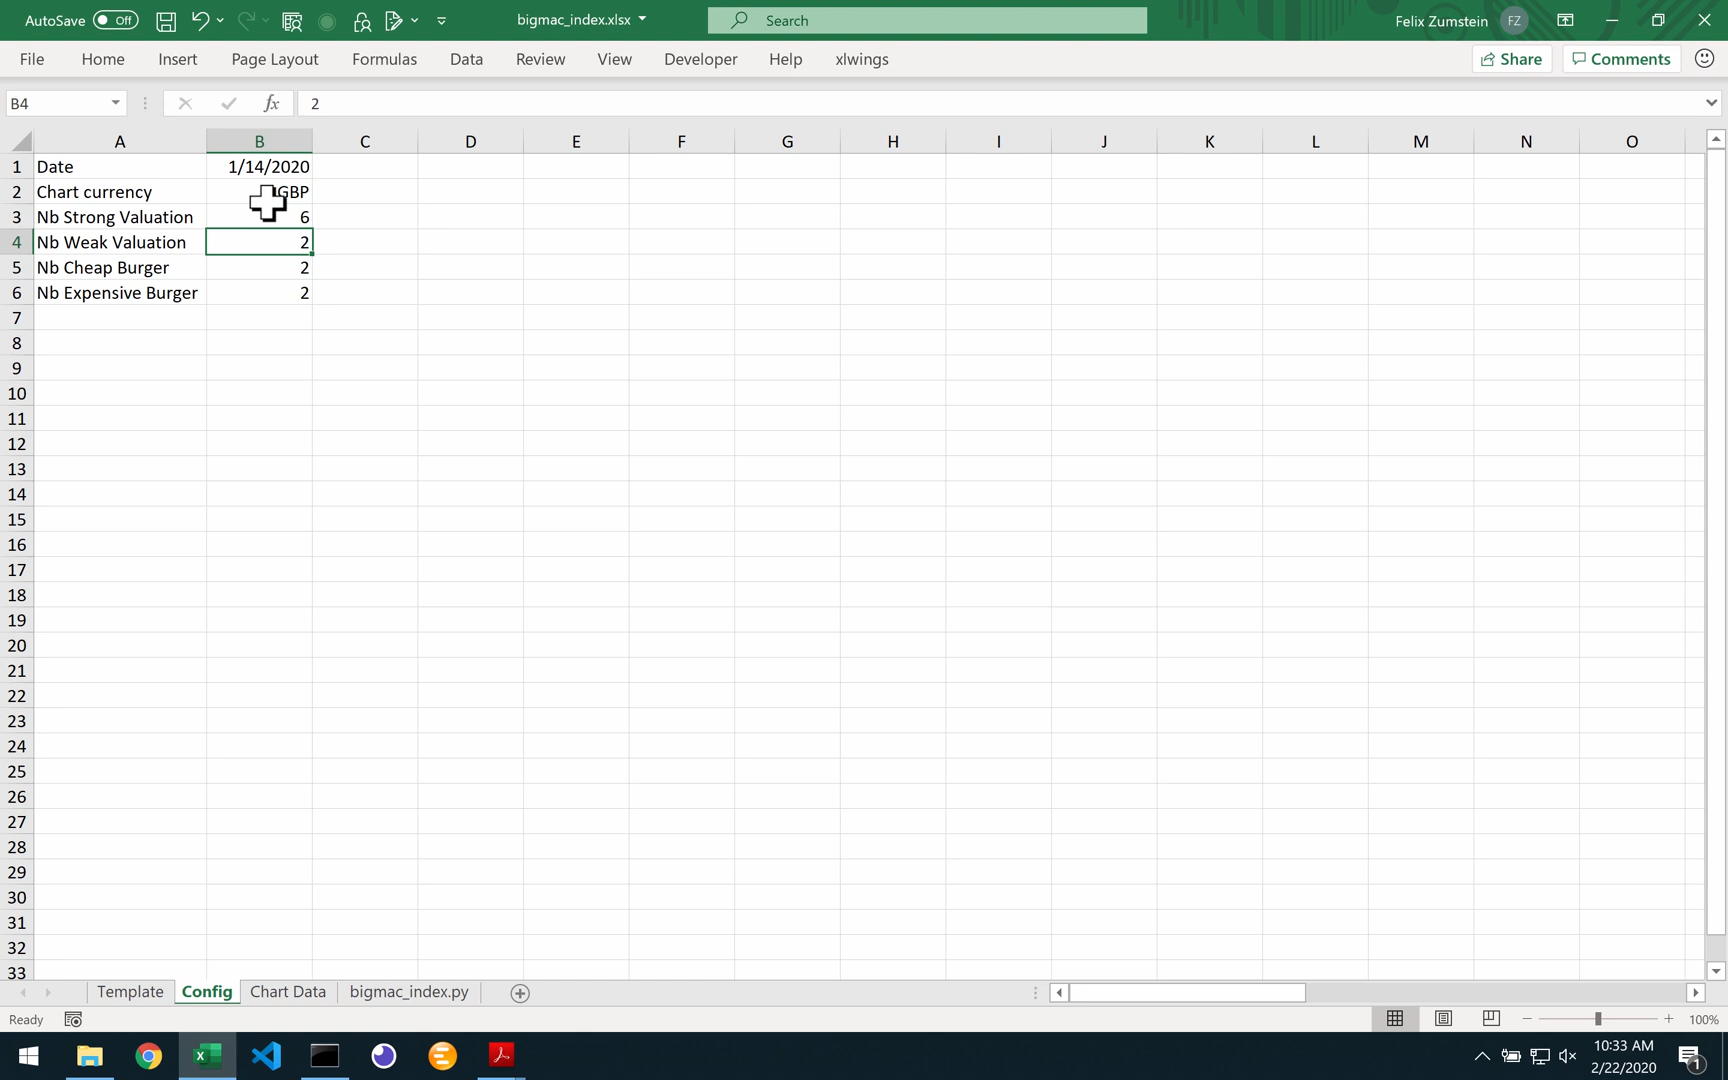 AutoSave Off bigmac_index.xlsx Search Felix Zumstein FZ
File Home Insert Page Layout Formulas Data Review View Developer Help xlwings Share Comments
B4 fx 2
A B C D E F G H I J K L M N O
1 Date 1/14/2020
2 Chart currency GBP
3 Nb Strong Valuation 6
4 Nb Weak Valuation 2
5 Nb Cheap Burger 2
6 Nb Expensive Burger 2
7
8
9
10
11
12
13
14
15
16
17
18
19
20
21
22
23
24
25
26
27
28
29
30
31
32
33
Template Config Chart Data bigmac_index.py
Ready 100%
10:33 AM
2/22/2020
1